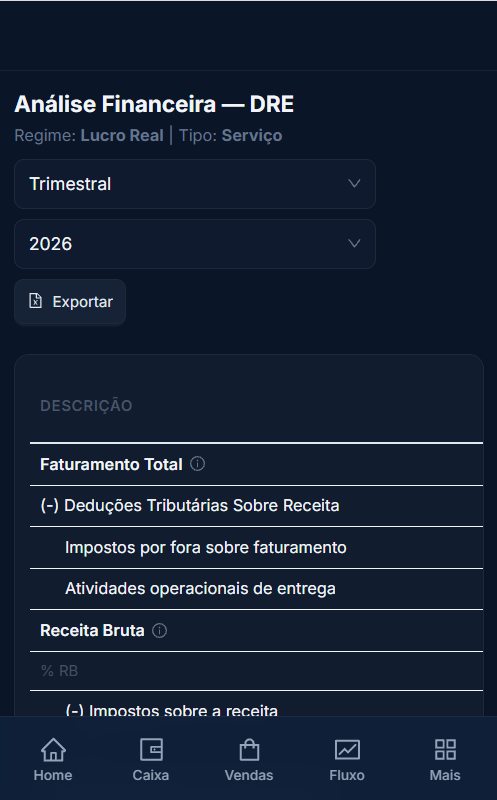 Análise Financeira — DRE
Regime: Lucro Real | Tipo: Serviço
Trimestral
2026
Exportar
DESCRIÇÃO
Faturamento Total
(-) Deduções Tributárias Sobre Receita
Impostos por fora sobre faturamento
Atividades operacionais de entrega
Receita Bruta
% RB
(-) Impostos sobre a receita
Home Caixa Vendas Fluxo Mais